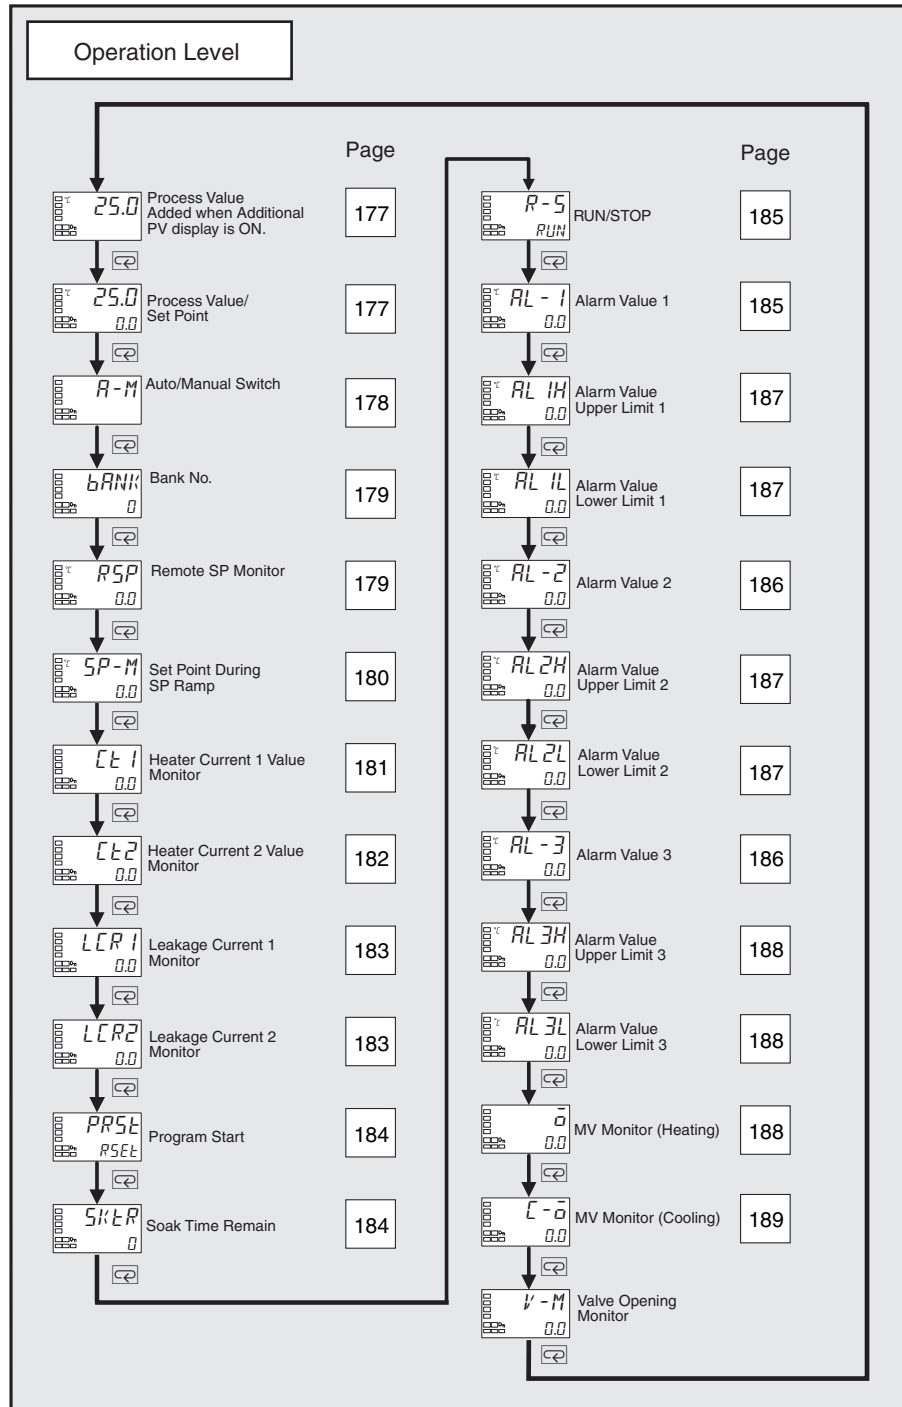 Operation Level
Page
25.0
Process Value
Added when Additional
PV display is ON.
177
25.0
0.0
Process Value/
Set Point
177
A-M
Auto/Manual Switch
178
bANK
0
Bank No.
179
RSP
0.0
Remote SP Monitor
179
SP-M
0.0
Set Point During
SP Ramp
180
Ct1
0.0
Heater Current 1 Value
Monitor
181
Ct2
0.0
Heater Current 2 Value
Monitor
182
LCR1
0.0
Leakage Current 1
Monitor
183
LCR2
0.0
Leakage Current 2
Monitor
183
PRSt
RSEt
Program Start
184
SKtR
0
Soak Time Remain
184
Page
R-S
RUN
RUN/STOP
185
°C
AL-1
0.0
Alarm Value 1
185
AL1H
0.0
Alarm Value
Upper Limit 1
187
AL1L
0.0
Alarm Value
Lower Limit 1
187
AL-2
0.0
Alarm Value 2
186
AL2H
0.0
Alarm Value
Upper Limit 2
187
AL2L
0.0
Alarm Value
Lower Limit 2
187
AL-3
0.0
Alarm Value 3
186
AL3H
0.0
Alarm Value
Upper Limit 3
188
AL3L
0.0
Alarm Value
Lower Limit 3
188
ō
0.0
MV Monitor (Heating)
188
C-ō
0.0
MV Monitor (Cooling)
189
V-M
0.0
Valve Opening
Monitor